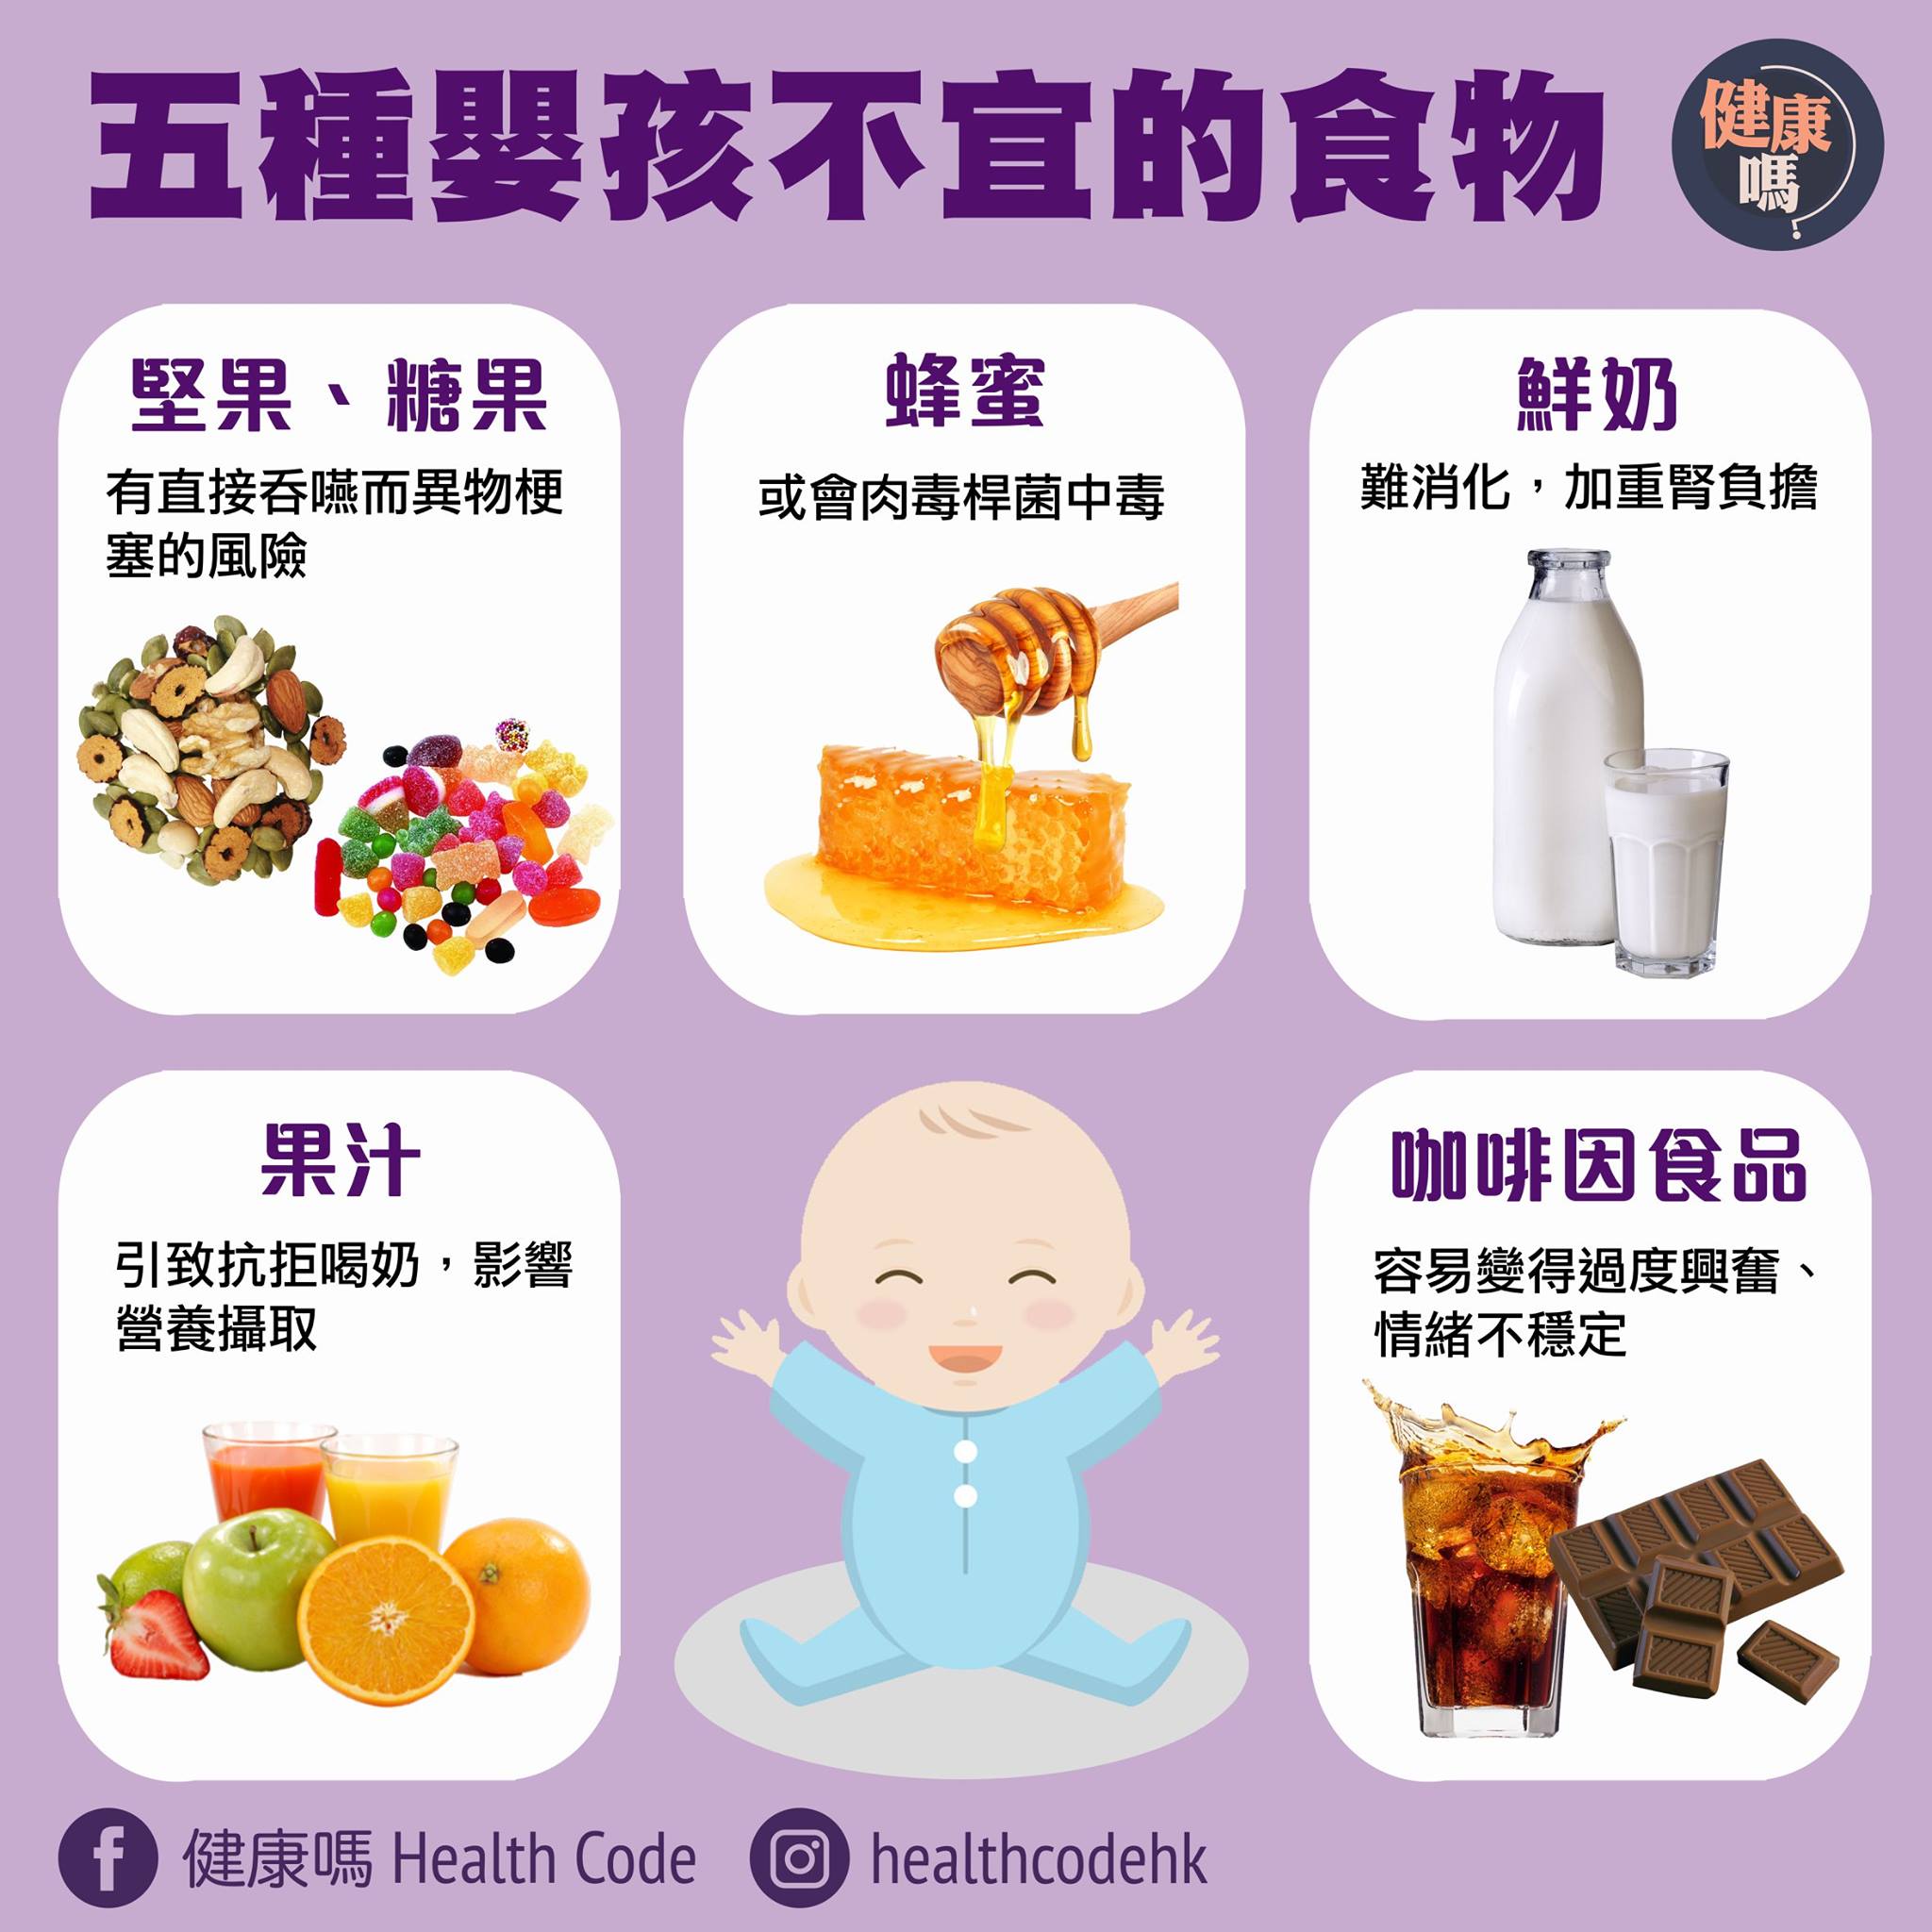 五種嬰孩不宜的食物
健康
嗎?
堅果、糖果
有直接吞嚥而異物梗
塞的風險
蜂蜜
或會肉毒桿菌中毒
鮮奶
難消化，加重腎負擔
果汁
引致抗拒喝奶，影響
營養攝取
咖啡因食品
容易變得過度興奮、
情緒不穩定
健康嗎 Health Code
healthcodehk